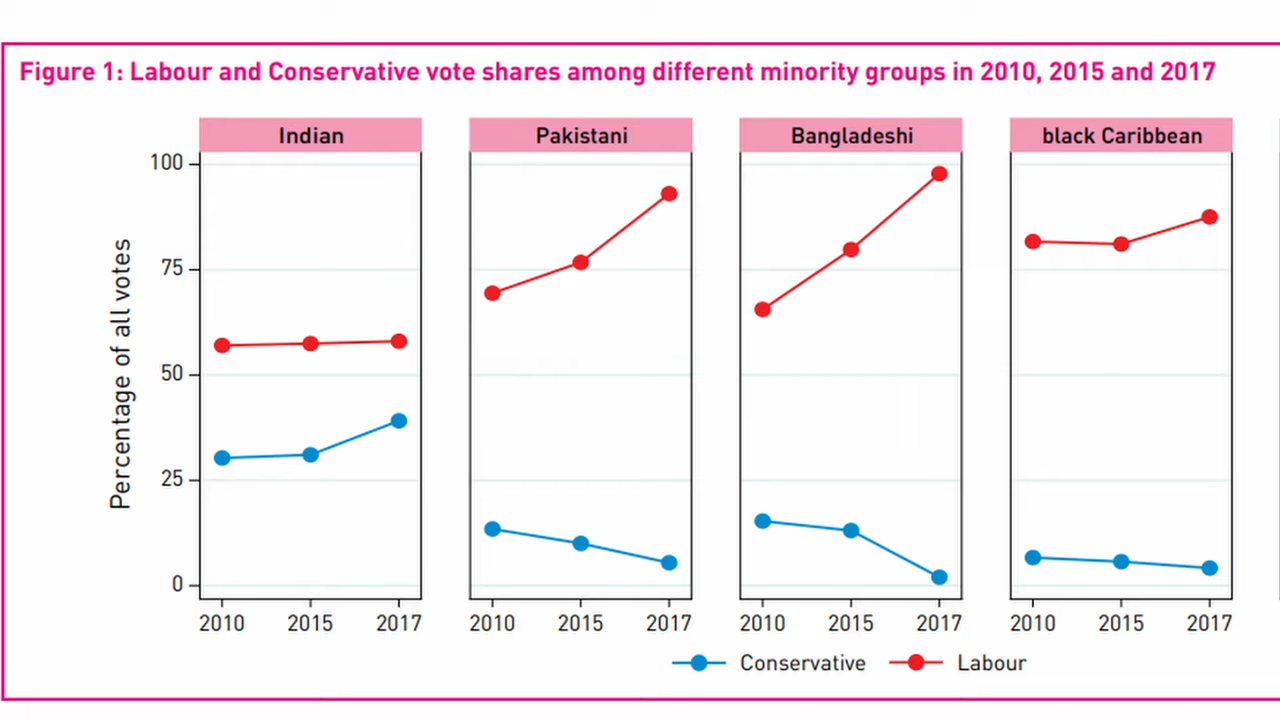 Figure 1: Labour and Conservative vote shares among different minority groups in 2010, 2015 and 2017
Indian Pakistani Bangladeshi black Caribbean
100
75
50
25
0
Percentage of all votes
2010 2015 2017 2010 2015 2017 2010 2015 2017 2010 2015 2017
Conservative Labour